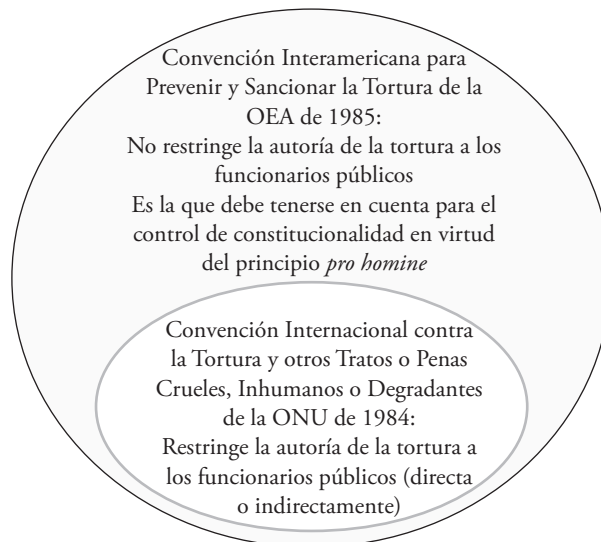 Convención Interamericana para
Prevenir y Sancionar la Tortura de la
OEA de 1985:
No restringe la autoría de la tortura a los
funcionarios públicos
Es la que debe tenerse en cuenta para el
control de constitucionalidad en virtud
del principio pro homine
Convención Internacional contra
la Tortura y otros Tratos o Penas
Crueles, Inhumanos o Degradantes
de la ONU de 1984:
Restringe la autoría de la tortura a
los funcionarios públicos (directa
o indirectamente)